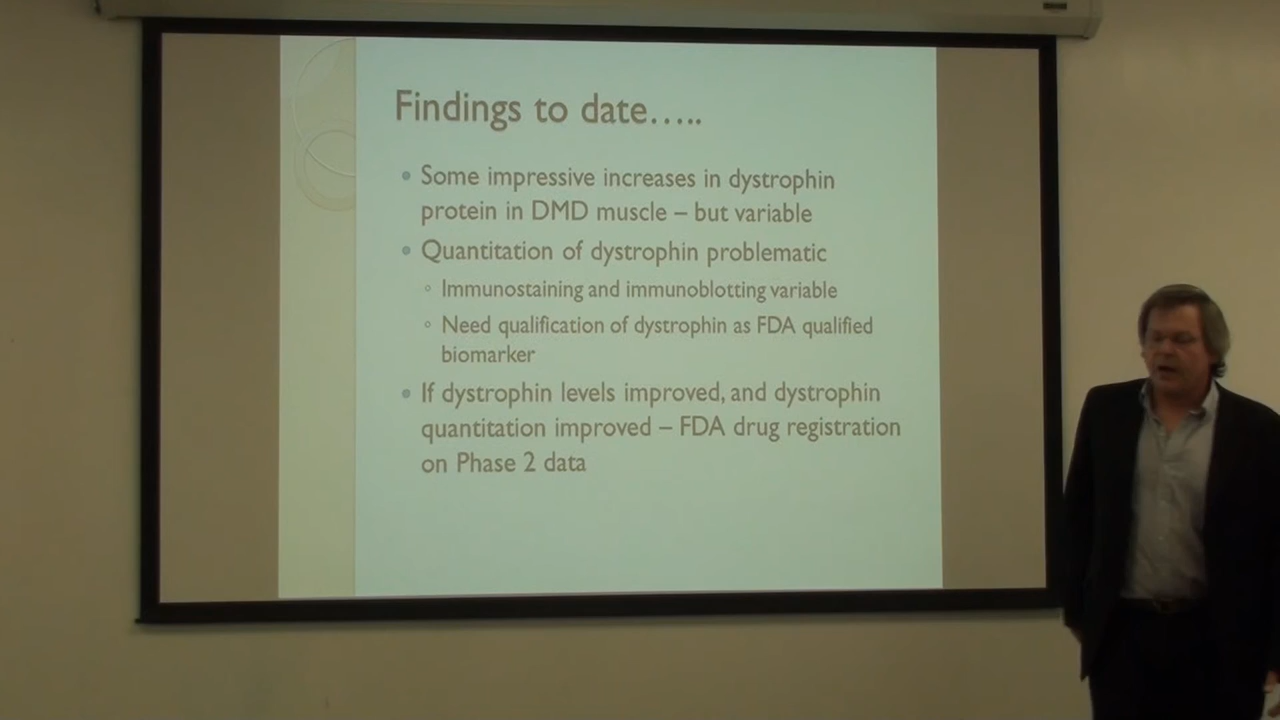 Findings to date.....
Some impressive increases in dystrophin
protein in DMD muscle – but variable
Quantitation of dystrophin problematic
Immunostaining and immunoblotting variable
Need qualification of dystrophin as FDA qualified
biomarker
If dystrophin levels improved, and dystrophin
quantitation improved – FDA drug registration
on Phase 2 data